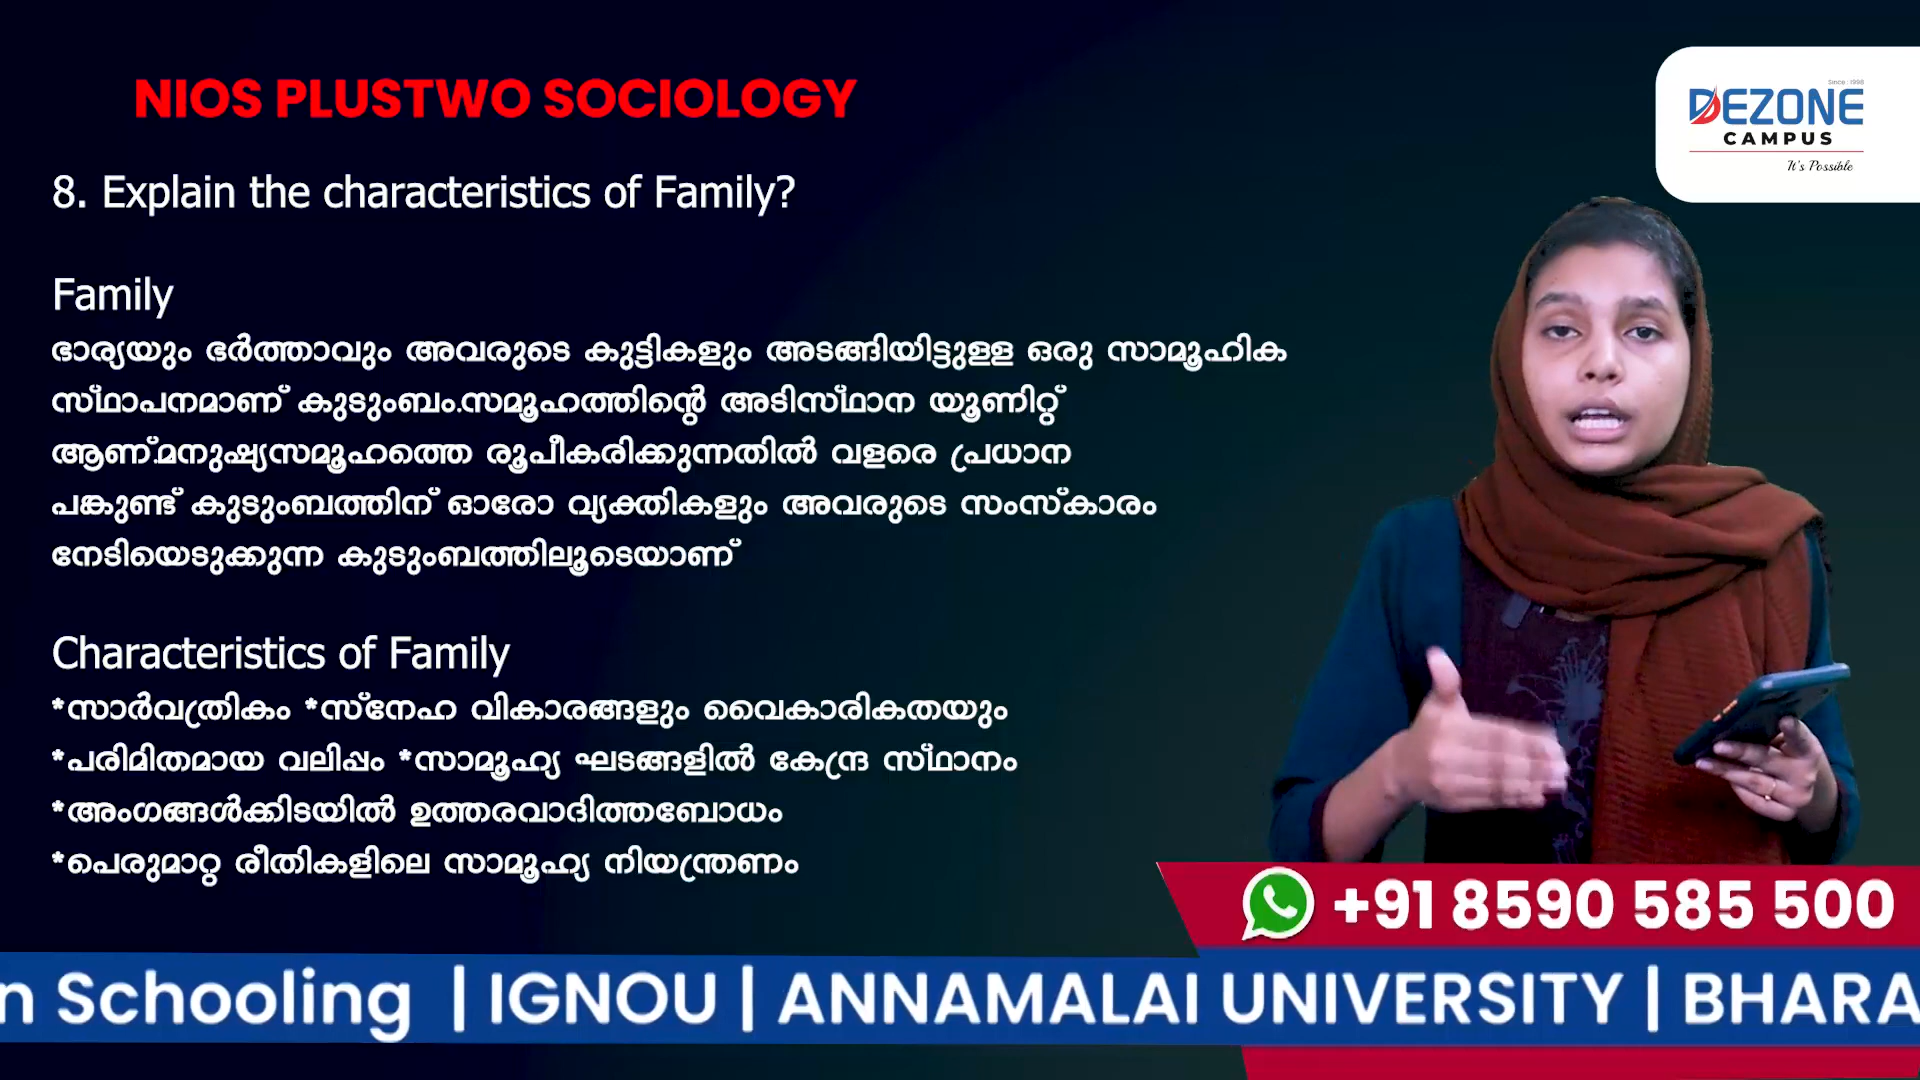 NIOS PLUSTWO SOCIOLOGY
Since : 1998
DEZONE
CAMPUS
It's Possible
8. Explain the characteristics of Family?
Family
ഭാര്യയും ഭർത്താവും അവരുടെ കുട്ടികളും അടങ്ങിയിട്ടുള്ള ഒരു സാമൂഹിക
സ്ഥാപനമാണ് കുടുംബം.സമൂഹത്തിന്റെ അടിസ്ഥാന യൂണിറ്റ്
ആണ്.മനുഷ്യസമൂഹത്തെ രൂപീകരിക്കുന്നതിൽ വളരെ പ്രധാന
പങ്കുണ്ട് കുടുംബത്തിന് ഓരോ വ്യക്തികളും അവരുടെ സംസ്കാരം
നേടിയെടുക്കുന്ന കുടുംബത്തിലൂടെയാണ്
Characteristics of Family
*സാർവത്രികം *സ്നേഹ വികാരങ്ങളും വൈകാരികതയും
*പരിമിതമായ വലിപ്പം *സാമൂഹ്യ ഘടങ്ങളിൽ കേന്ദ്ര സ്ഥാനം
*അംഗങ്ങൾക്കിടയിൽ ഉത്തരവാദിത്തബോധം
*പെരുമാറ്റ രീതികളിലെ സാമൂഹ്യ നിയന്ത്രണം
+91 8590 585 500
n Schooling | IGNOU | ANNAMALAI UNIVERSITY | BHARA